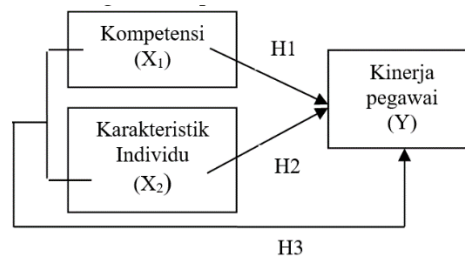 Kompetensi
(X₁)
H1
Kinerja
pegawai
(Y)
Karakteristik
Individu
(X₂)
H2
H3